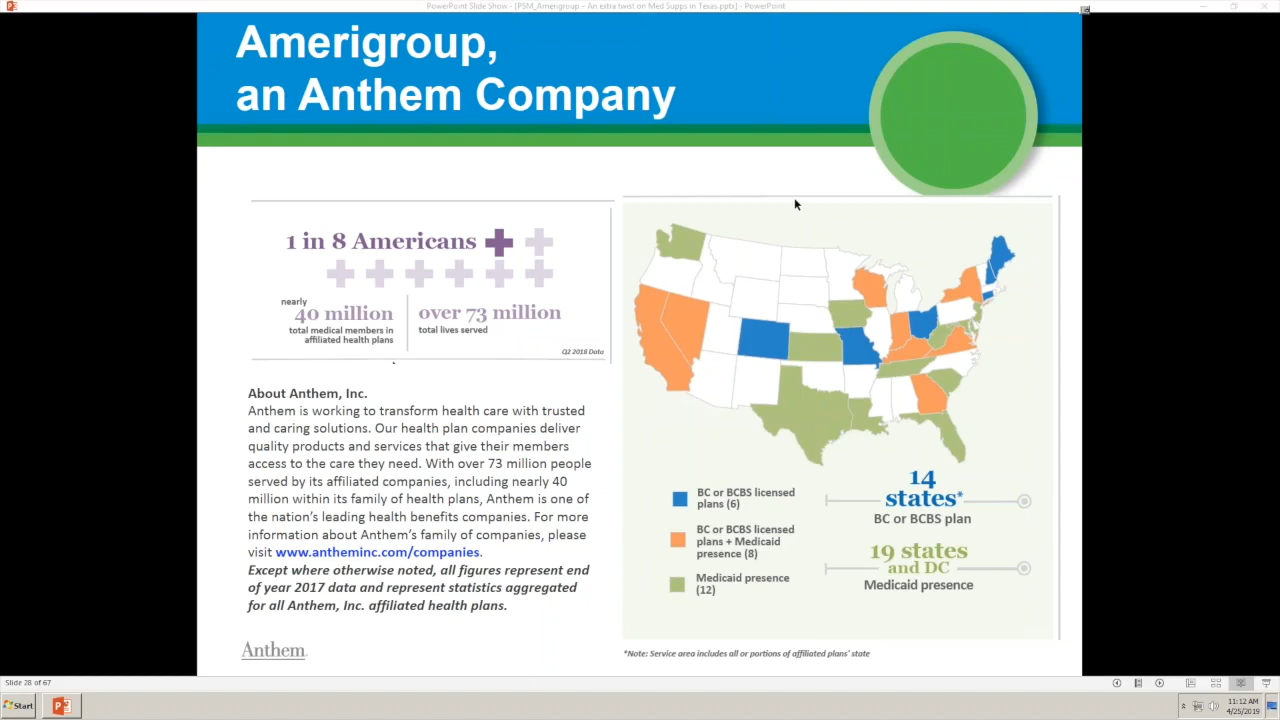 PowerPoint Slide Show - [PSM_Amerigroup – An extra twist on Med Supps in Texas.pptx] - PowerPoint
Amerigroup,
an Anthem Company
1 in 8 Americans
nearly
40 million
total medical members in
affiliated health plans
over 73 million
total lives served
Q2 2018 Data
About Anthem, Inc.
Anthem is working to transform health care with trusted
and caring solutions. Our health plan companies deliver
quality products and services that give their members
access to the care they need. With over 73 million people
served by its affiliated companies, including nearly 40
million within its family of health plans, Anthem is one of
the nation's leading health benefits companies. For more
information about Anthem's family of companies, please
visit www.antheminc.com/companies.
Except where otherwise noted, all figures represent end
of year 2017 data and represent statistics aggregated
for all Anthem, Inc. affiliated health plans.
Anthem.
BC or BCBS licensed
plans (6)
BC or BCBS licensed
plans + Medicaid
presence (8)
Medicaid presence
(12)
14
states*
BC or BCBS plan
19 states
and DC
Medicaid presence
*Note: Service area includes all or portions of affiliated plans' state
Slide 28 of 67
Start
11:12 AM
4/25/2019